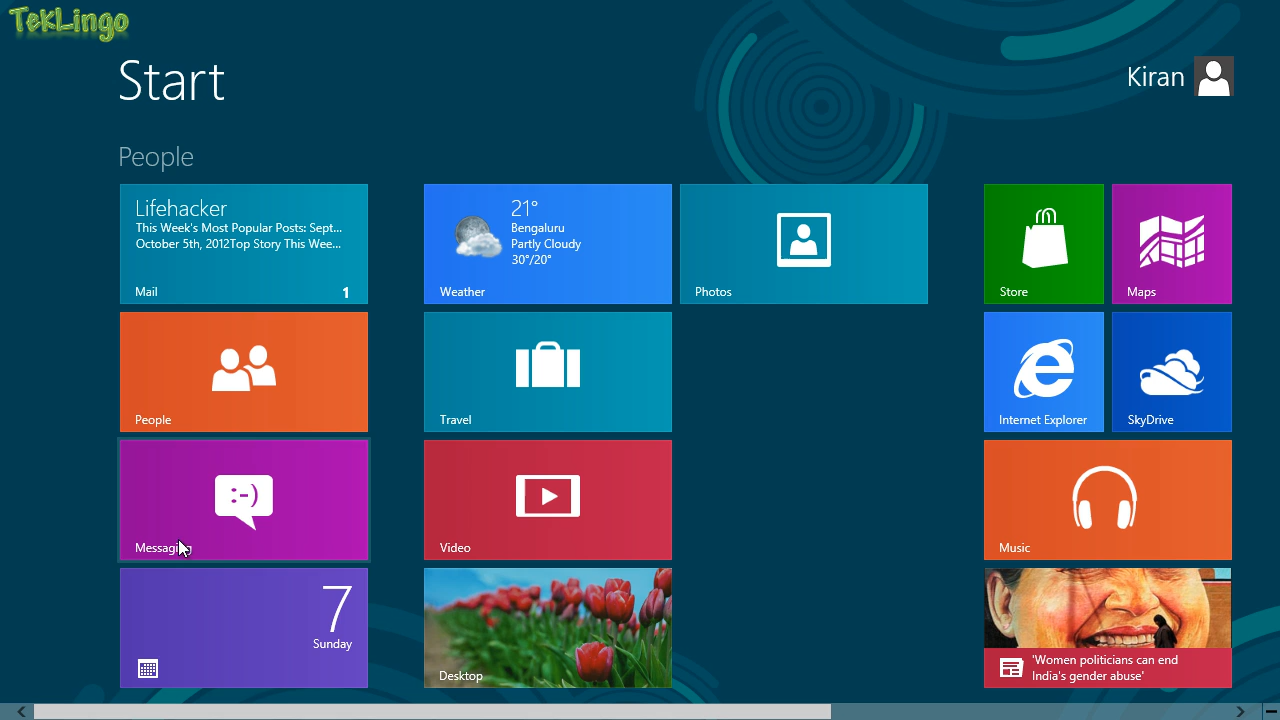 TekLingo
Start
Kiran
People
Lifehacker
This Week's Most Popular Posts: Sept...
October 5th, 2012Top Story This Wee...
Mail
1
21°
Bengaluru
Partly Cloudy
30°/20°
Weather
Photos
Store
Maps
People
Travel
Internet Explorer
SkyDrive
:-)
Messaging
Video
Music
7
Sunday
Desktop
'Women politicians can end
India's gender abuse'